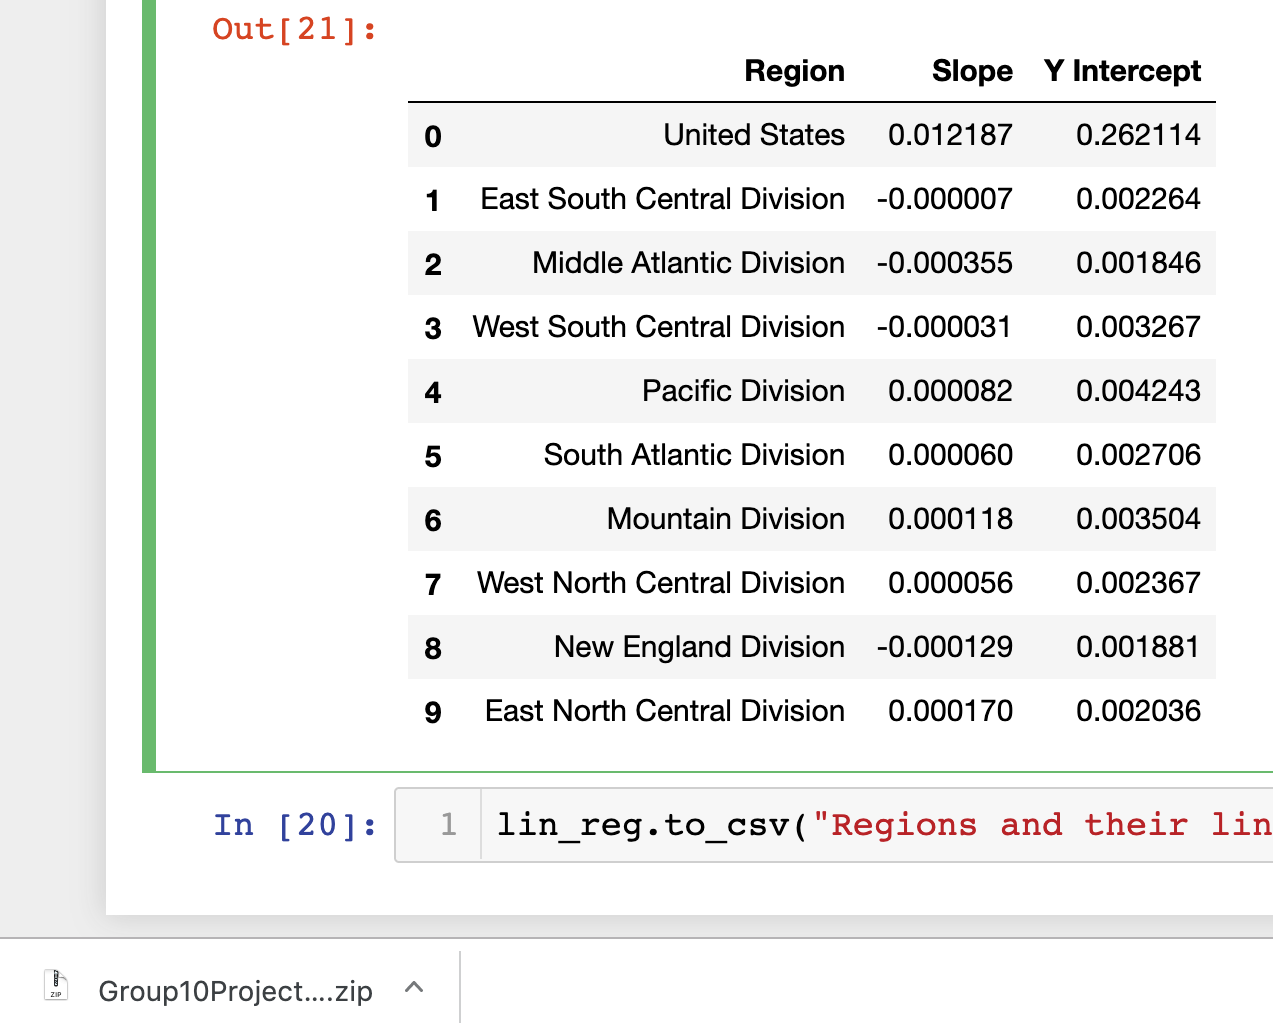 Out[21]:
Region Slope Y Intercept
0 United States 0.012187 0.262114
1 East South Central Division -0.000007 0.002264
2 Middle Atlantic Division -0.000355 0.001846
3 West South Central Division -0.000031 0.003267
4 Pacific Division 0.000082 0.004243
5 South Atlantic Division 0.000060 0.002706
6 Mountain Division 0.000118 0.003504
7 West North Central Division 0.000056 0.002367
8 New England Division -0.000129 0.001881
9 East North Central Division 0.000170 0.002036
In [20]: 1 lin_reg.to_csv("Regions and their lin
ZIP Group10Project....zip